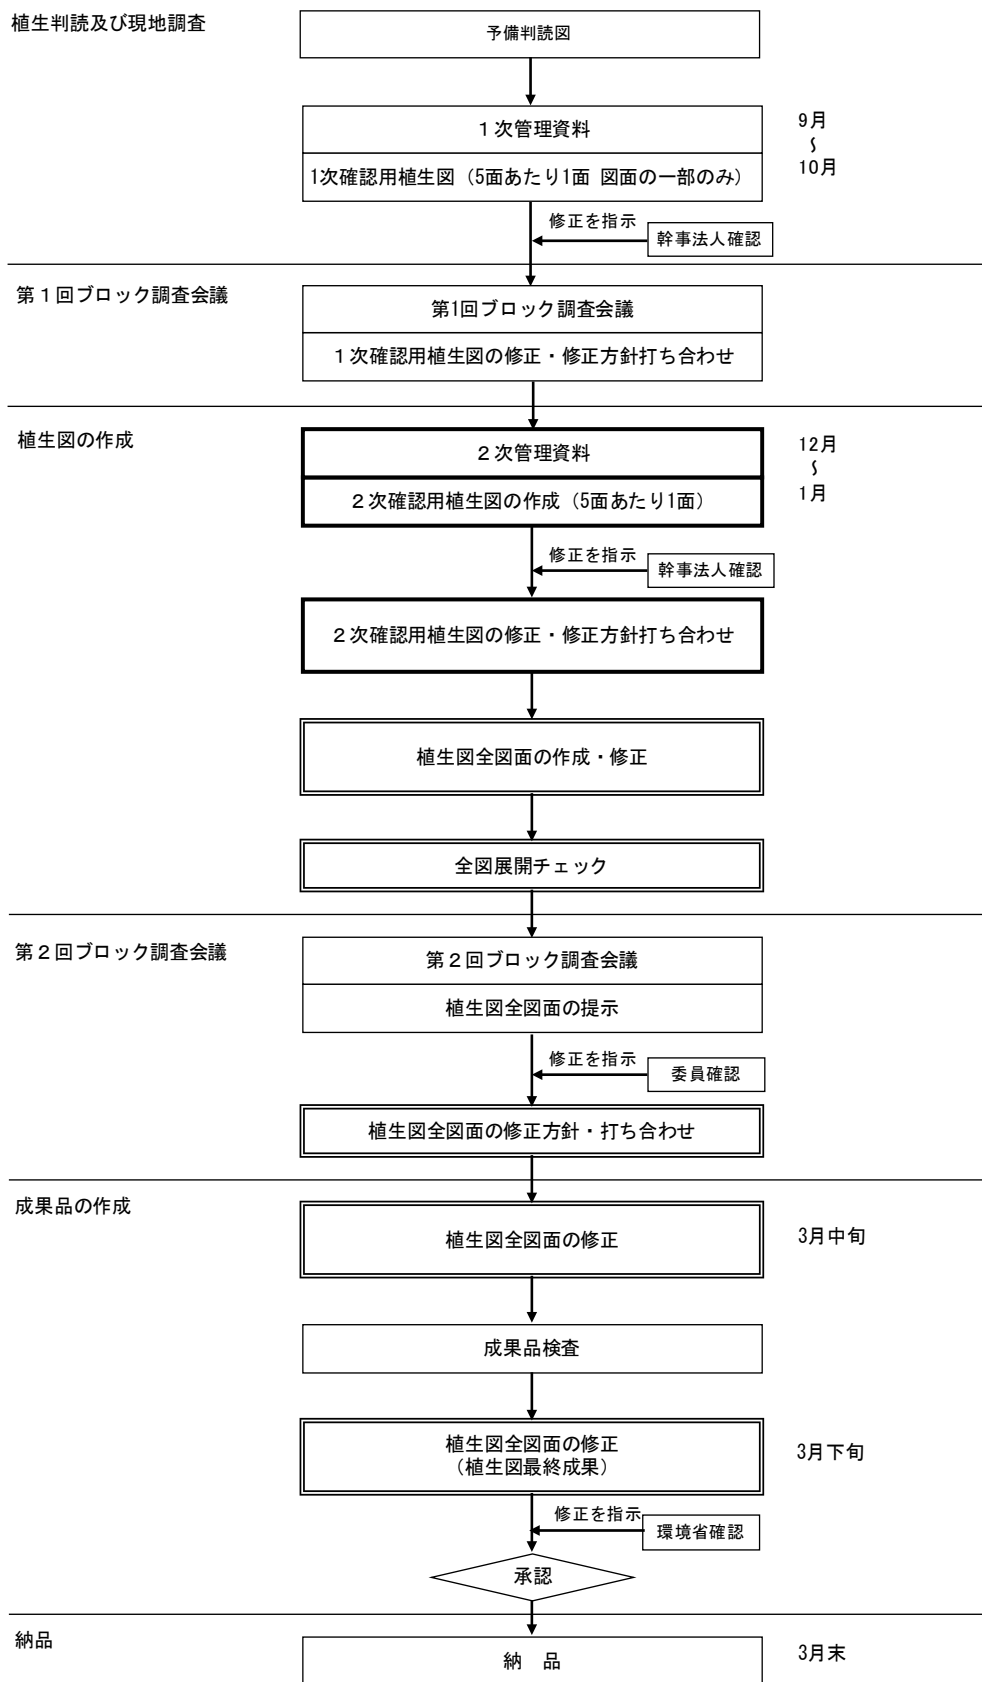 植生判読及び現地調査
予備判読図
１次管理資料
9月
〜
10月
1次確認用植生図（5面あたり1面 図面の一部のみ）
修正を指示
幹事法人確認
第１回ブロック調査会議
第1回ブロック調査会議
１次確認用植生図の修正・修正方針打ち合わせ
植生図の作成
２次管理資料
12月
〜
1月
２次確認用植生図の作成（5面あたり1面）
修正を指示
幹事法人確認
２次確認用植生図の修正・修正方針打ち合わせ
植生図全図面の作成・修正
全図展開チェック
第２回ブロック調査会議
第２回ブロック調査会議
植生図全図面の提示
修正を指示
委員確認
植生図全図面の修正方針・打ち合わせ
成果品の作成
植生図全図面の修正
3月中旬
成果品検査
植生図全図面の修正
（植生図最終成果）
3月下旬
修正を指示
環境省確認
承認
納品
納　品
3月末